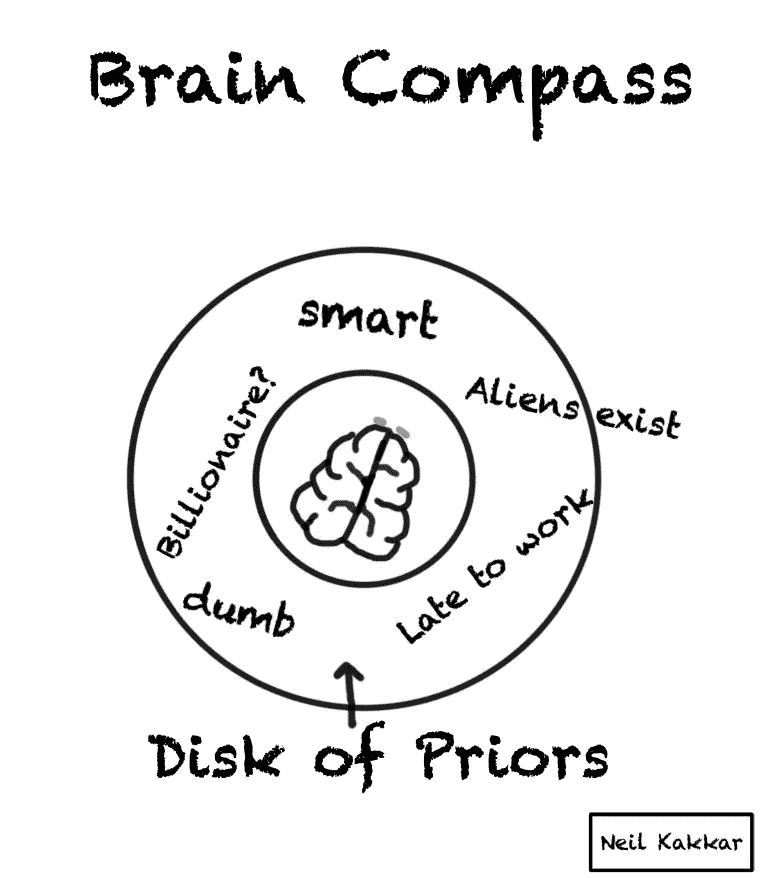 Brain Compass
smart
Aliens exist
Billionaire?
Late to work
dumb
Disk of Priors
Neil Kakkar